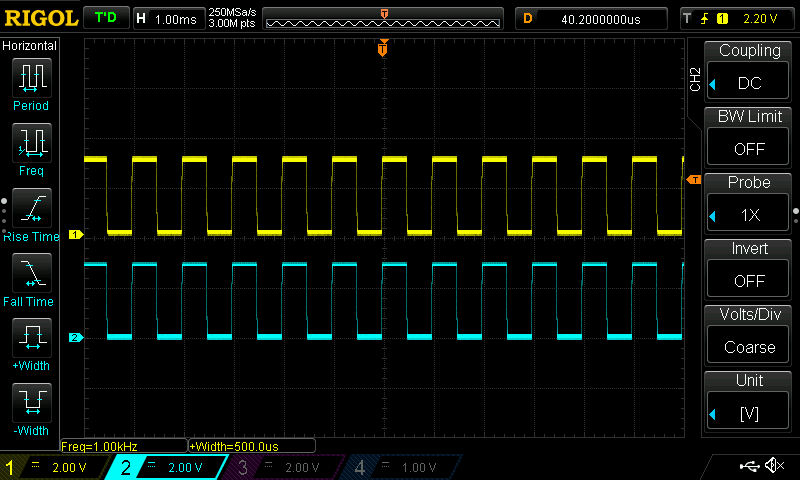 RIGOL T'D H 1.00ms 250MSa/s 3.00M pts T D 40.2000000us T 1 2.20 V
Horizontal
Period
Freq
Rise Time
Fall Time
+Width
-Width
T
T
1
2
CH2
Coupling
DC
BW Limit
OFF
Probe
1X
Invert
OFF
Volts/Div
Coarse
Unit
[V]
Freq=1.00kHz +Width=500.0us
1 2.00 V 2 2.00 V 3 2.00 V 4 1.00 V